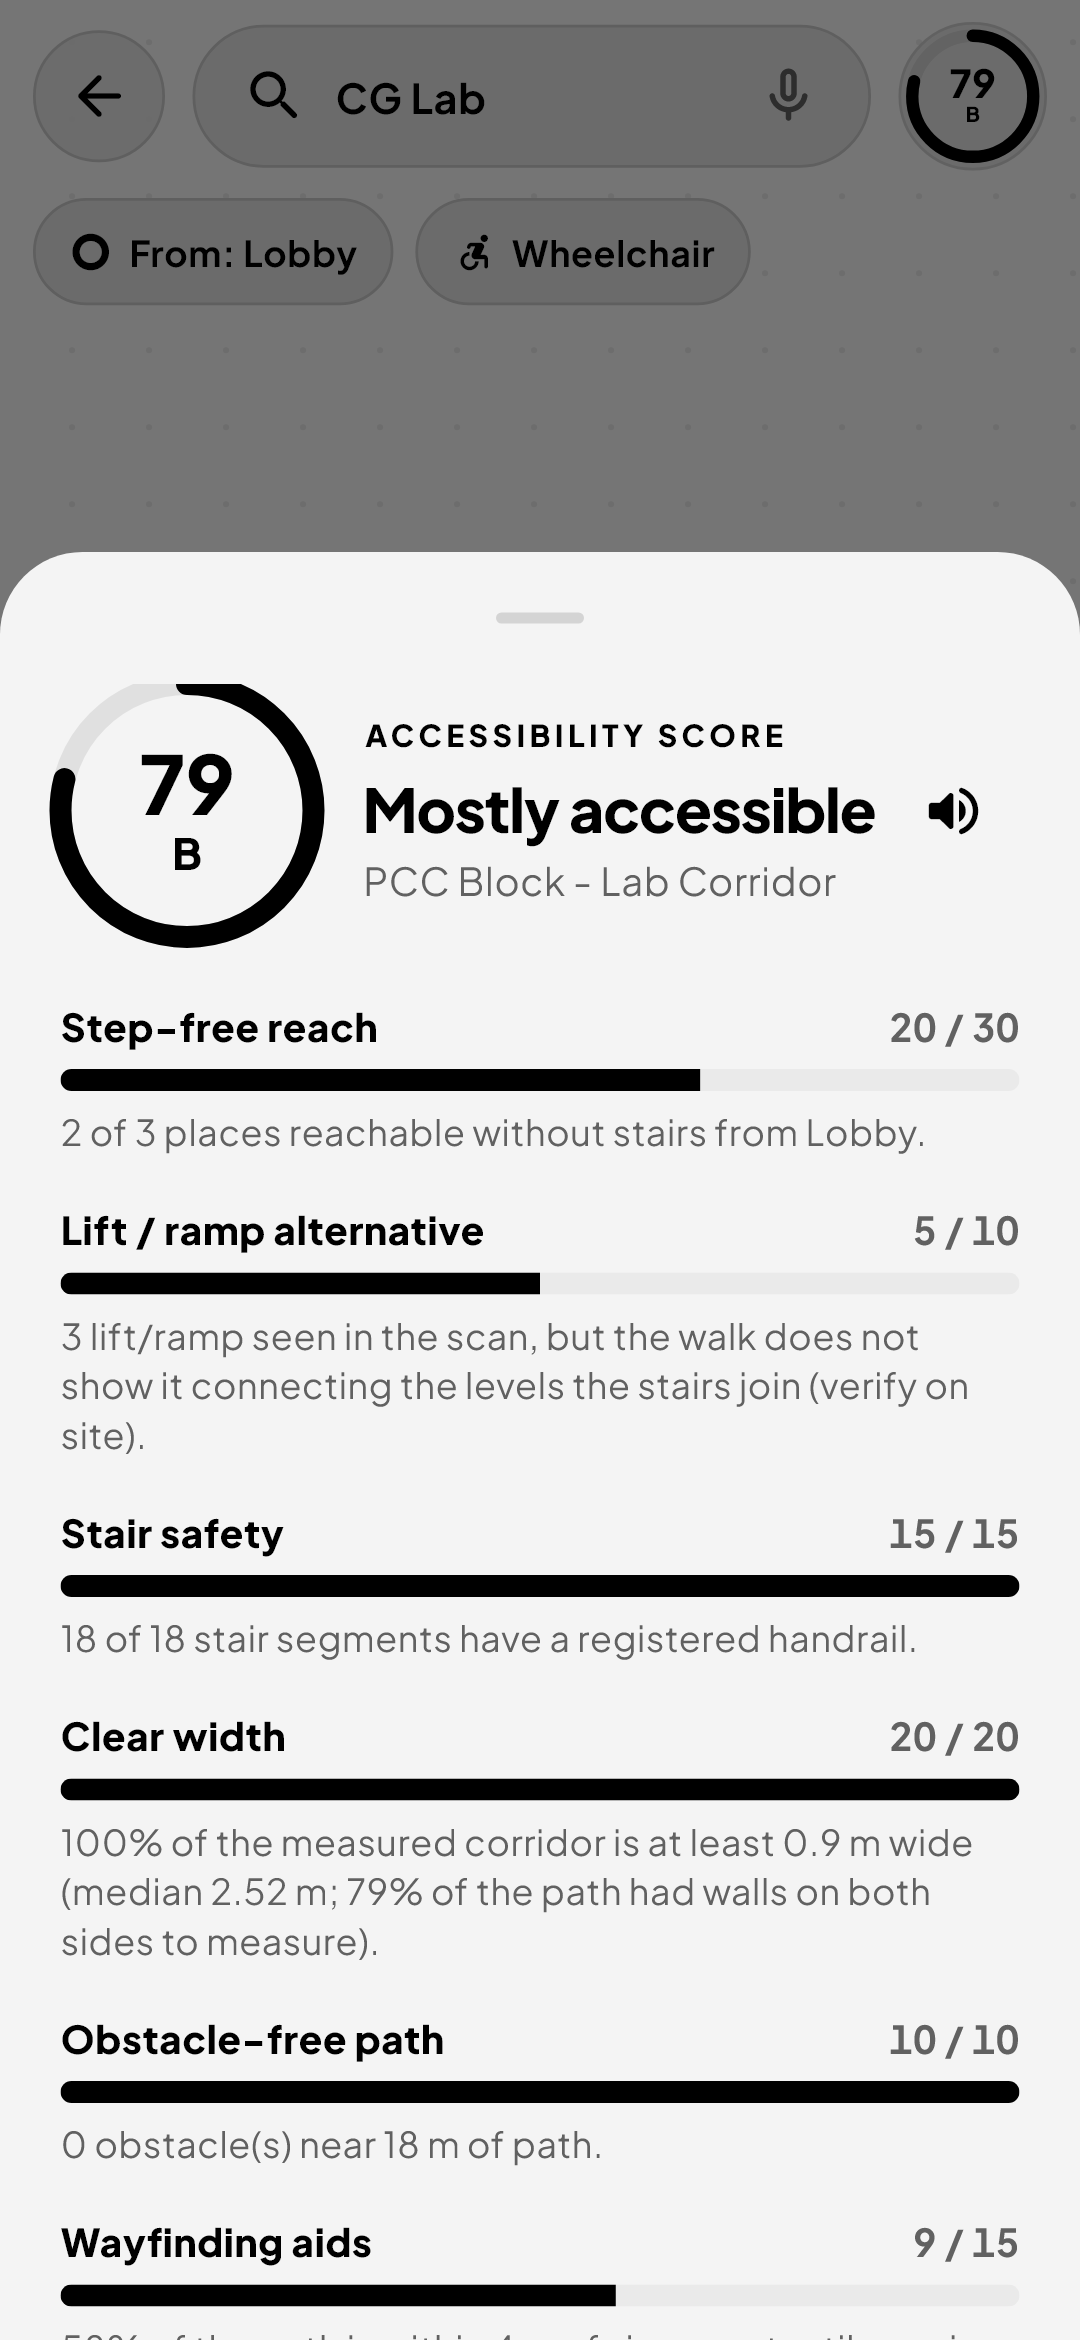 CG Lab
79
B
From: Lobby
Wheelchair
79
B
ACCESSIBILITY SCORE
Mostly accessible
PCC Block - Lab Corridor
Step-free reach
20 / 30
2 of 3 places reachable without stairs from Lobby.
Lift / ramp alternative
5 / 10
3 lift/ramp seen in the scan, but the walk does not
show it connecting the levels the stairs join (verify on
site).
Stair safety
15 / 15
18 of 18 stair segments have a registered handrail.
Clear width
20 / 20
100% of the measured corridor is at least 0.9 m wide
(median 2.52 m; 79% of the path had walls on both
sides to measure).
Obstacle-free path
10 / 10
0 obstacle(s) near 18 m of path.
Wayfinding aids
9 / 15